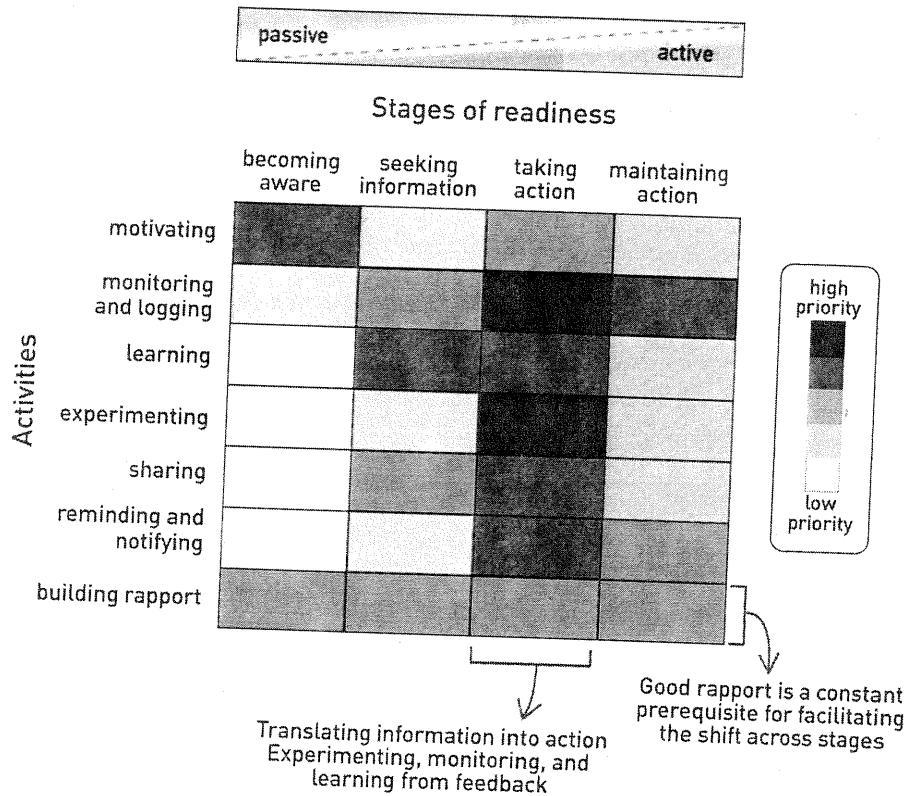 passive
active
Stages of readiness
becoming
aware
seeking
information
taking
action
maintaining
action
Activities
motivating
monitoring
and logging
learning
experimenting
sharing
reminding and
notifying
building rapport
high
priority
low
priority
Translating information into action
Experimenting, monitoring, and
learning from feedback
Good rapport is a constant
prerequisite for facilitating
the shift across stages